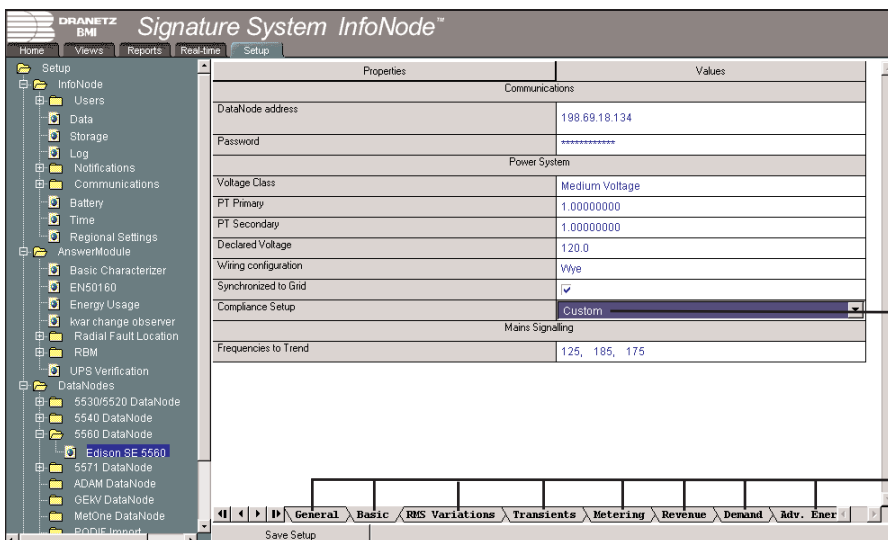 DRANETZ
BMI
Signature System InfoNode™
Home Views Reports Real-time Setup
Setup
InfoNode
Users
Data
Storage
Log
Notifications
Communications
Battery
Time
Regional Settings
AnswerModule
Basic Characterizer
EN50160
Energy Usage
kvar change observer
Radial Fault Location
RBM
UPS Verification
DataNodes
5530/5520 DataNode
5540 DataNode
5560 DataNode
Edison SE 5560
5571 DataNode
ADAM DataNode
GEkV DataNode
MetOne DataNode
PQDIF Import
Properties Values
Communications
DataNode address 198.69.18.134
Password ************
Power System
Voltage Class Medium Voltage
PT Primary 1.00000000
PT Secondary 1.00000000
Declared Voltage 120.0
Wiring configuration Wye
Synchronized to Grid
Compliance Setup Custom
Mains Signalling
Frequencies to Trend 125, 185, 175
General Basic RMS Variations Transients Metering Revenue Demand Adv. Ener
Save Setup